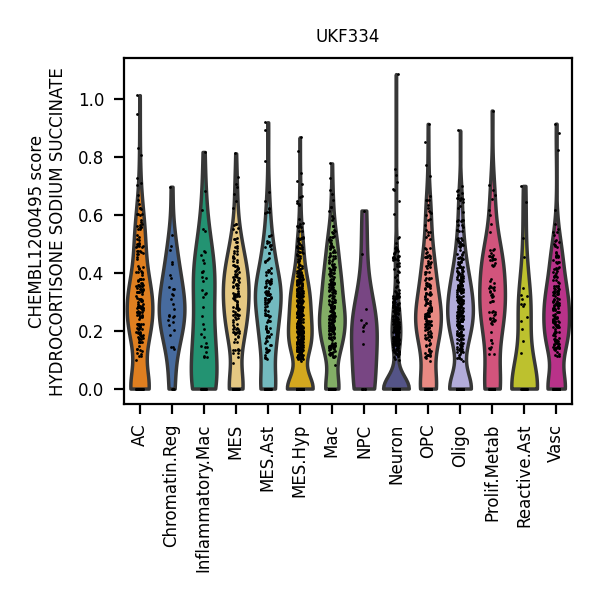 UKF334
CHEMBL1200495 score
HYDROCORTISONE SODIUM SUCCINATE
1.0
0.8
0.6
0.4
0.2
0.0
AC
Chromatin.Reg
Inflammatory.Mac
MES
MES.Ast
MES.Hyp
Mac
NPC
Neuron
OPC
Oligo
Prolif.Metab
Reactive.Ast
Vasc